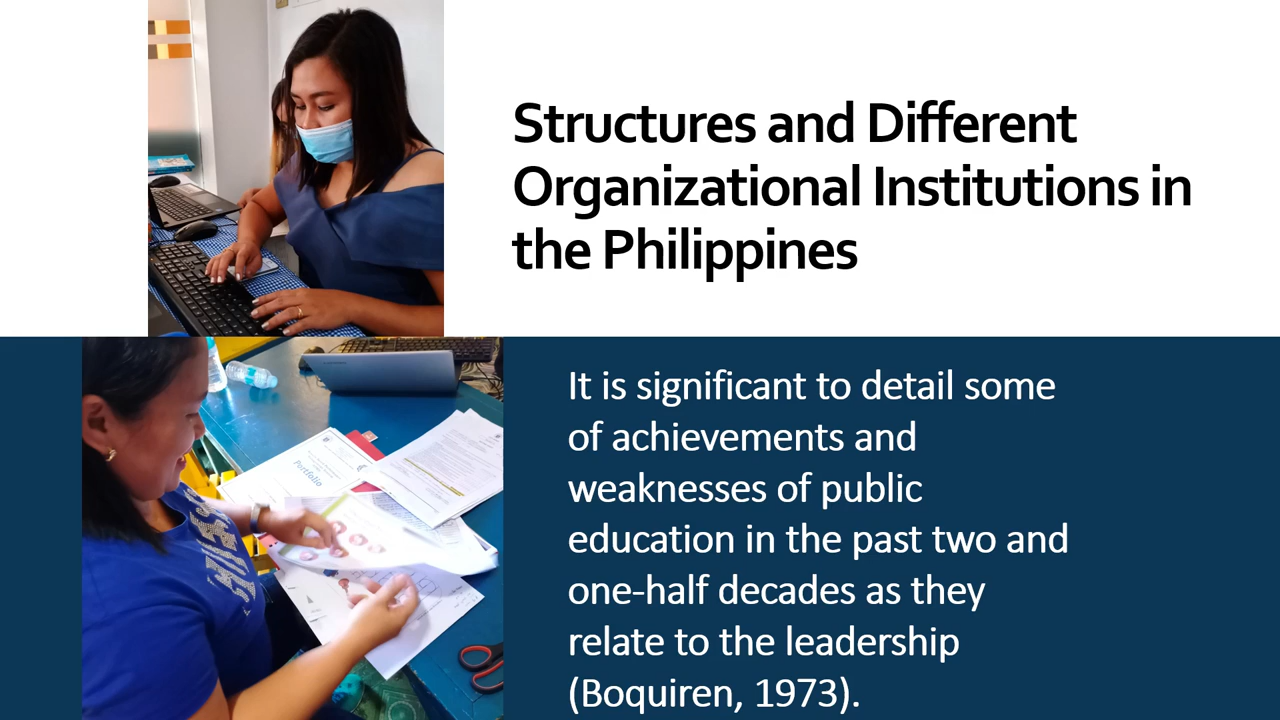 Structures and Different
Organizational Institutions in
the Philippines
It is significant to detail some
of achievements and
weaknesses of public
education in the past two and
one-half decades as they
relate to the leadership
(Boquiren, 1973).
Portfolio